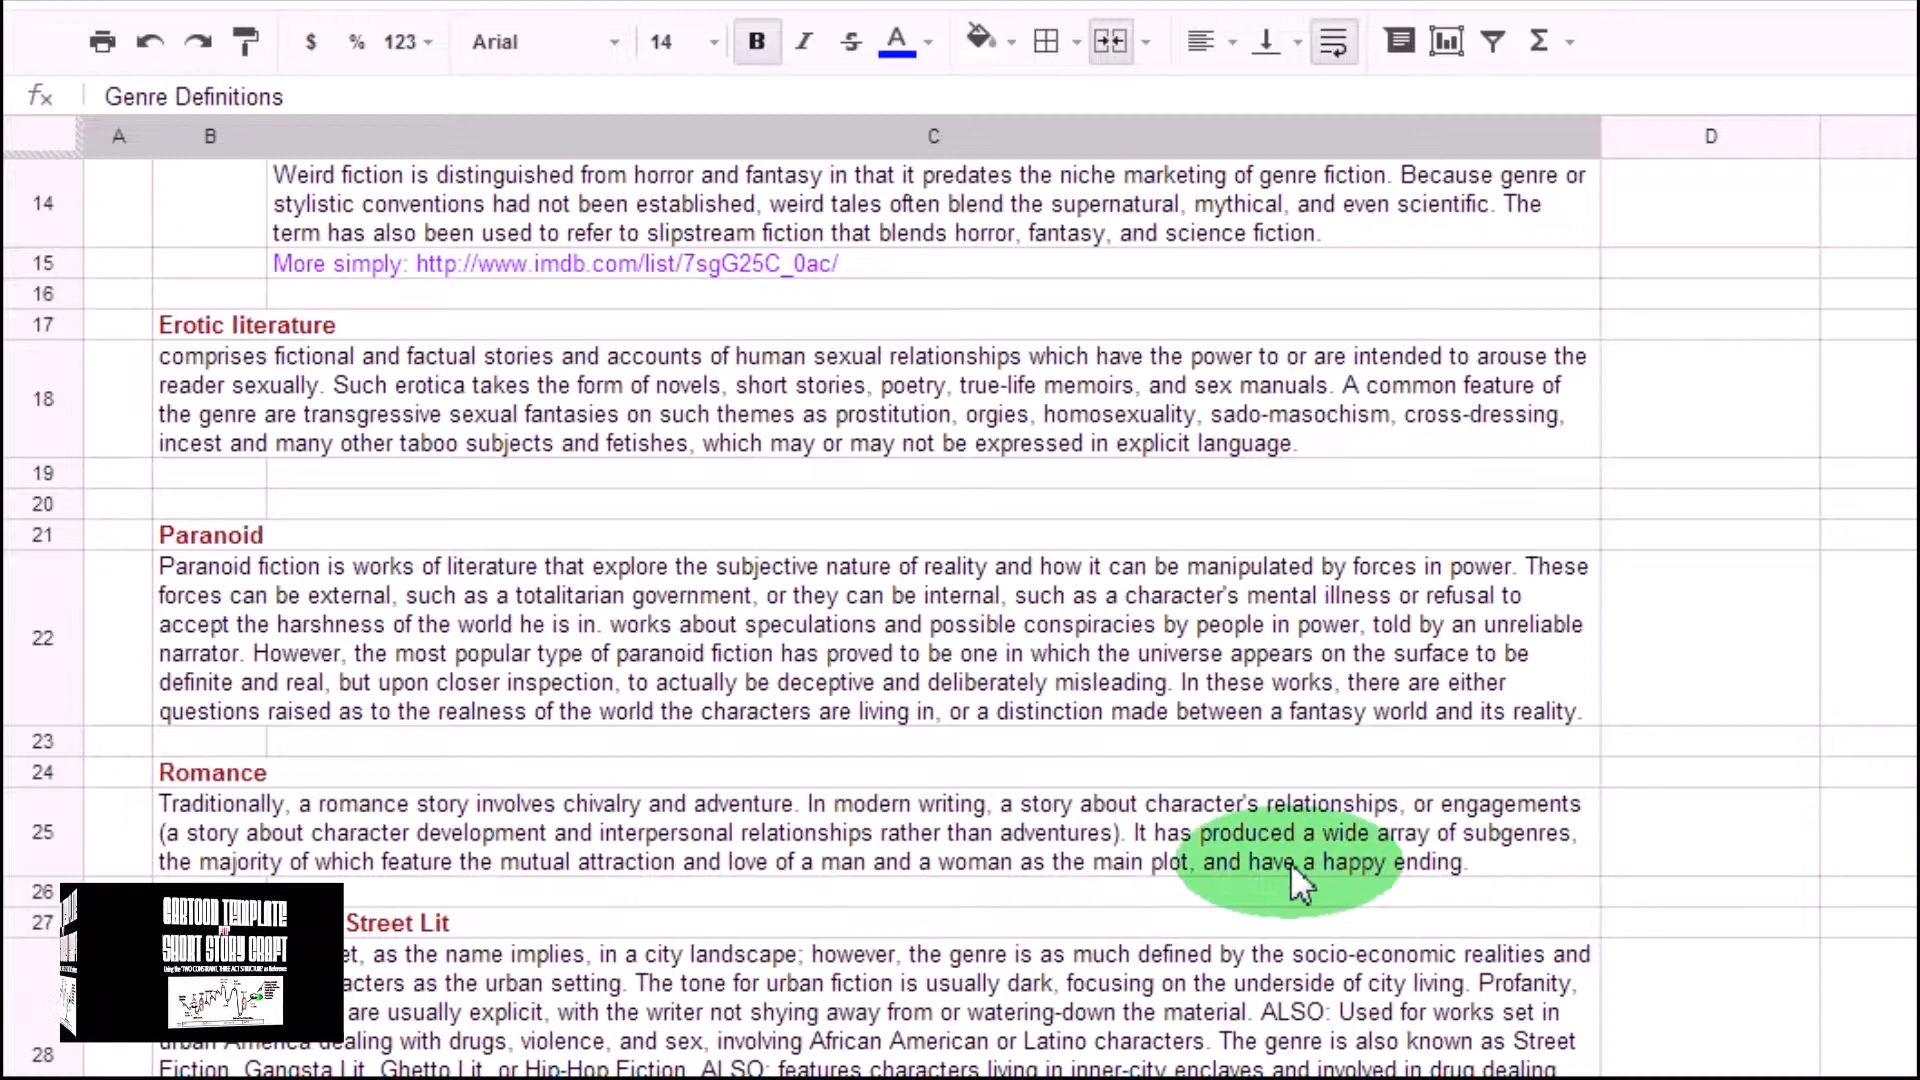 $ % 123 Arial 14 B I S A Σ
fx Genre Definitions
A B C D
14 Weird fiction is distinguished from horror and fantasy in that it predates the niche marketing of genre fiction. Because genre or
stylistic conventions had not been established, weird tales often blend the supernatural, mythical, and even scientific. The
term has also been used to refer to slipstream fiction that blends horror, fantasy, and science fiction.
15 More simply: http://www.imdb.com/list/7sgG25C_0ac/
16
17 Erotic literature
18 comprises fictional and factual stories and accounts of human sexual relationships which have the power to or are intended to arouse the
reader sexually. Such erotica takes the form of novels, short stories, poetry, true-life memoirs, and sex manuals. A common feature of
the genre are transgressive sexual fantasies on such themes as prostitution, orgies, homosexuality, sado-masochism, cross-dressing,
incest and many other taboo subjects and fetishes, which may or may not be expressed in explicit language.
19
20
21 Paranoid
22 Paranoid fiction is works of literature that explore the subjective nature of reality and how it can be manipulated by forces in power. These
forces can be external, such as a totalitarian government, or they can be internal, such as a character's mental illness or refusal to
accept the harshness of the world he is in. works about speculations and possible conspiracies by people in power, told by an unreliable
narrator. However, the most popular type of paranoid fiction has proved to be one in which the universe appears on the surface to be
definite and real, but upon closer inspection, to actually be deceptive and deliberately misleading. In these works, there are either
questions raised as to the realness of the world the characters are living in, or a distinction made between a fantasy world and its reality.
23
24 Romance
25 Traditionally, a romance story involves chivalry and adventure. In modern writing, a story about character's relationships, or engagements
(a story about character development and interpersonal relationships rather than adventures). It has produced a wide array of subgenres,
the majority of which feature the mutual attraction and love of a man and a woman as the main plot, and have a happy ending.
26
27 Street Lit
28 et, as the name implies, in a city landscape; however, the genre is as much defined by the socio-economic realities and
acters as the urban setting. The tone for urban fiction is usually dark, focusing on the underside of city living. Profanity,
are usually explicit, with the writer not shying away from or watering-down the material. ALSO: Used for works set in
urban America dealing with drugs, violence, and sex, involving African American or Latino characters. The genre is also known as Street
Fiction, Gangsta Lit, Ghetto Lit, or Hip-Hop Fiction. ALSO: features characters living in inner-city enclaves and involved in drug dealing
CARTOON TEMPLATE
SHORT STORY CRAFT